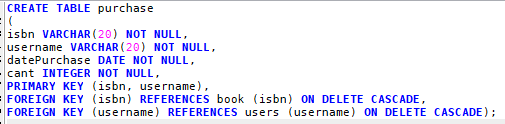 CREATE TABLE purchase
(
isbn VARCHAR(20) NOT NULL,
username VARCHAR(20) NOT NULL,
datePurchase DATE NOT NULL,
cant INTEGER NOT NULL,
PRIMARY KEY (isbn, username),
FOREIGN KEY (isbn) REFERENCES book (isbn) ON DELETE CASCADE,
FOREIGN KEY (username) REFERENCES users (username) ON DELETE CASCADE);